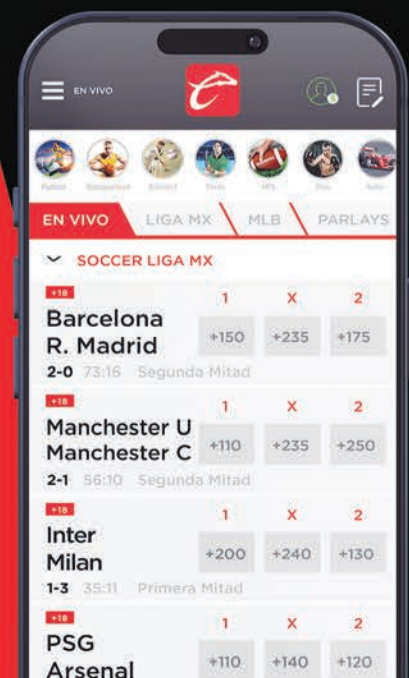 EN VIVO
Fútbol Basquetbol Béisbol Tenis NFL Box Auto
EN VIVO LIGA MX MLB PARLAYS
SOCCER LIGA MX
+18 1 X 2
Barcelona
R. Madrid +150 +235 +175
2-0 73:16 Segunda Mitad
+18 1 X 2
Manchester U
Manchester C +110 +235 +250
2-1 56:10 Segunda Mitad
+18 1 X 2
Inter
Milan +200 +240 +130
1-3 35:11 Primera Mitad
+18 1 X 2
PSG
Arsenal +110 +140 +120